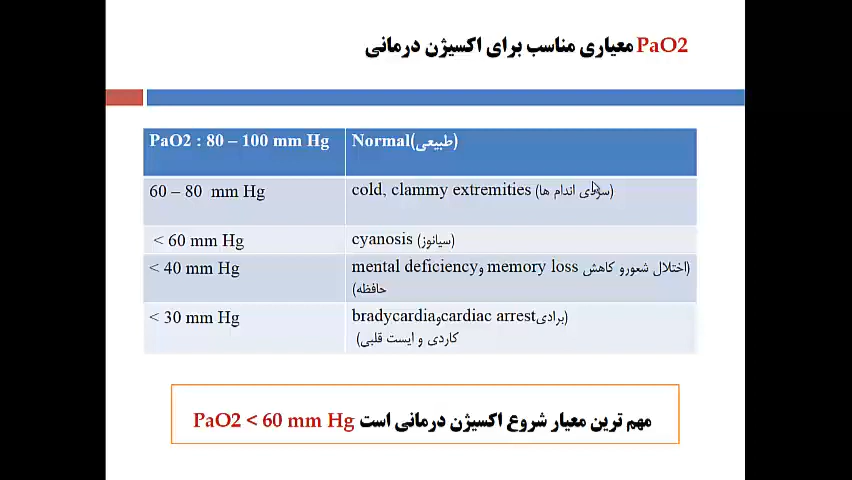 PaO2 معیاری مناسب برای اکسیژن درمانی
PaO2 : 80 – 100 mm Hg
Normal(طبیعی)
60 – 80 mm Hg
cold, clammy extremities (سردی اندام ها)
< 60 mm Hg
cyanosis (سیانوز)
< 40 mm Hg
mental deficiency و memory loss (اختلال شعورو کاهش
حافظه)
< 30 mm Hg
bradycardia و cardiac arrest (برادی
کاردی و ایست قلبی)
مهم ترین معیار شروع اکسیژن درمانی است PaO2 < 60 mm Hg